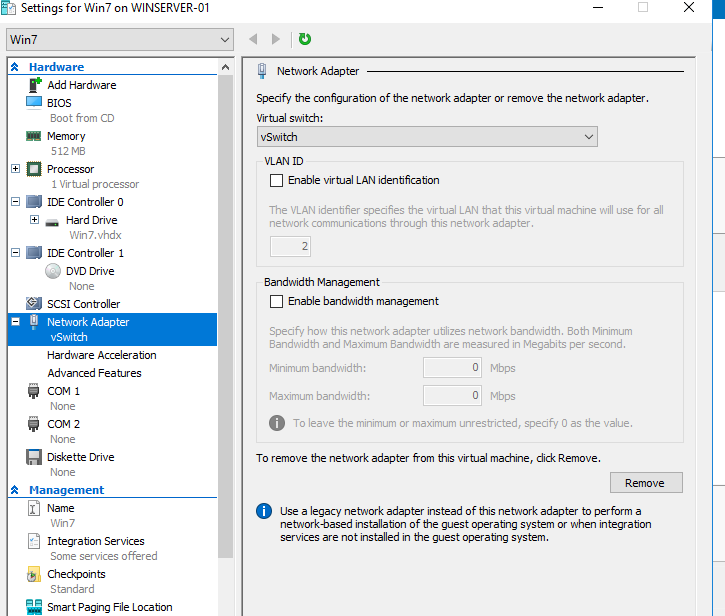 Settings for Win7 on WINSERVER-01
Win7
Hardware
Add Hardware
BIOS
Boot from CD
Memory
512 MB
Processor
1 Virtual processor
IDE Controller 0
Hard Drive
Win7.vhdx
IDE Controller 1
DVD Drive
None
SCSI Controller
Network Adapter
vSwitch
Hardware Acceleration
Advanced Features
COM 1
None
COM 2
None
Diskette Drive
None
Management
Name
Win7
Integration Services
Some services offered
Checkpoints
Standard
Smart Paging File Location
Network Adapter
Specify the configuration of the network adapter or remove the network adapter.
Virtual switch:
vSwitch
VLAN ID
Enable virtual LAN identification
The VLAN identifier specifies the virtual LAN that this virtual machine will use for all
network communications through this network adapter.
2
Bandwidth Management
Enable bandwidth management
Specify how this network adapter utilizes network bandwidth. Both Minimum
Bandwidth and Maximum Bandwidth are measured in Megabits per second.
Minimum bandwidth: 0 Mbps
Maximum bandwidth: 0 Mbps
To leave the minimum or maximum unrestricted, specify 0 as the value.
To remove the network adapter from this virtual machine, click Remove.
Remove
Use a legacy network adapter instead of this network adapter to perform a
network-based installation of the guest operating system or when integration
services are not installed in the guest operating system.